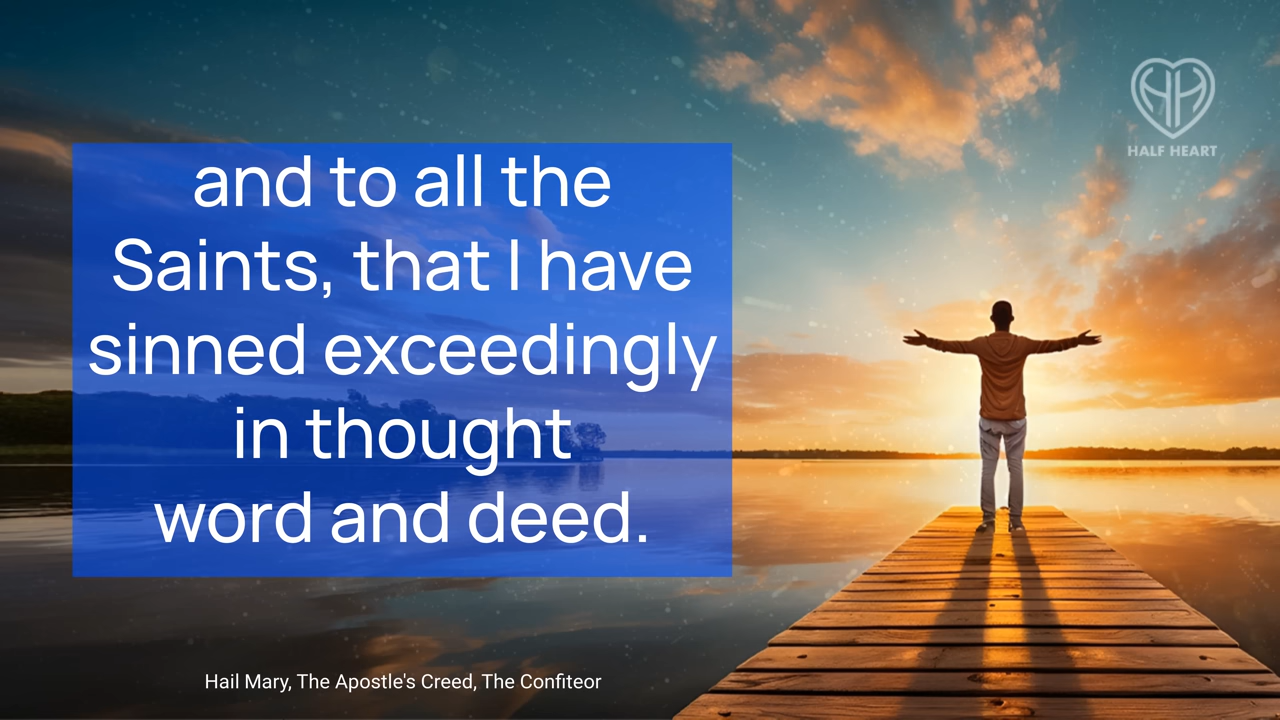 and to all the
Saints, that I have
sinned exceedingly
in thought
word and deed.
Hail Mary, The Apostle's Creed, The Confiteor
HALF HEART